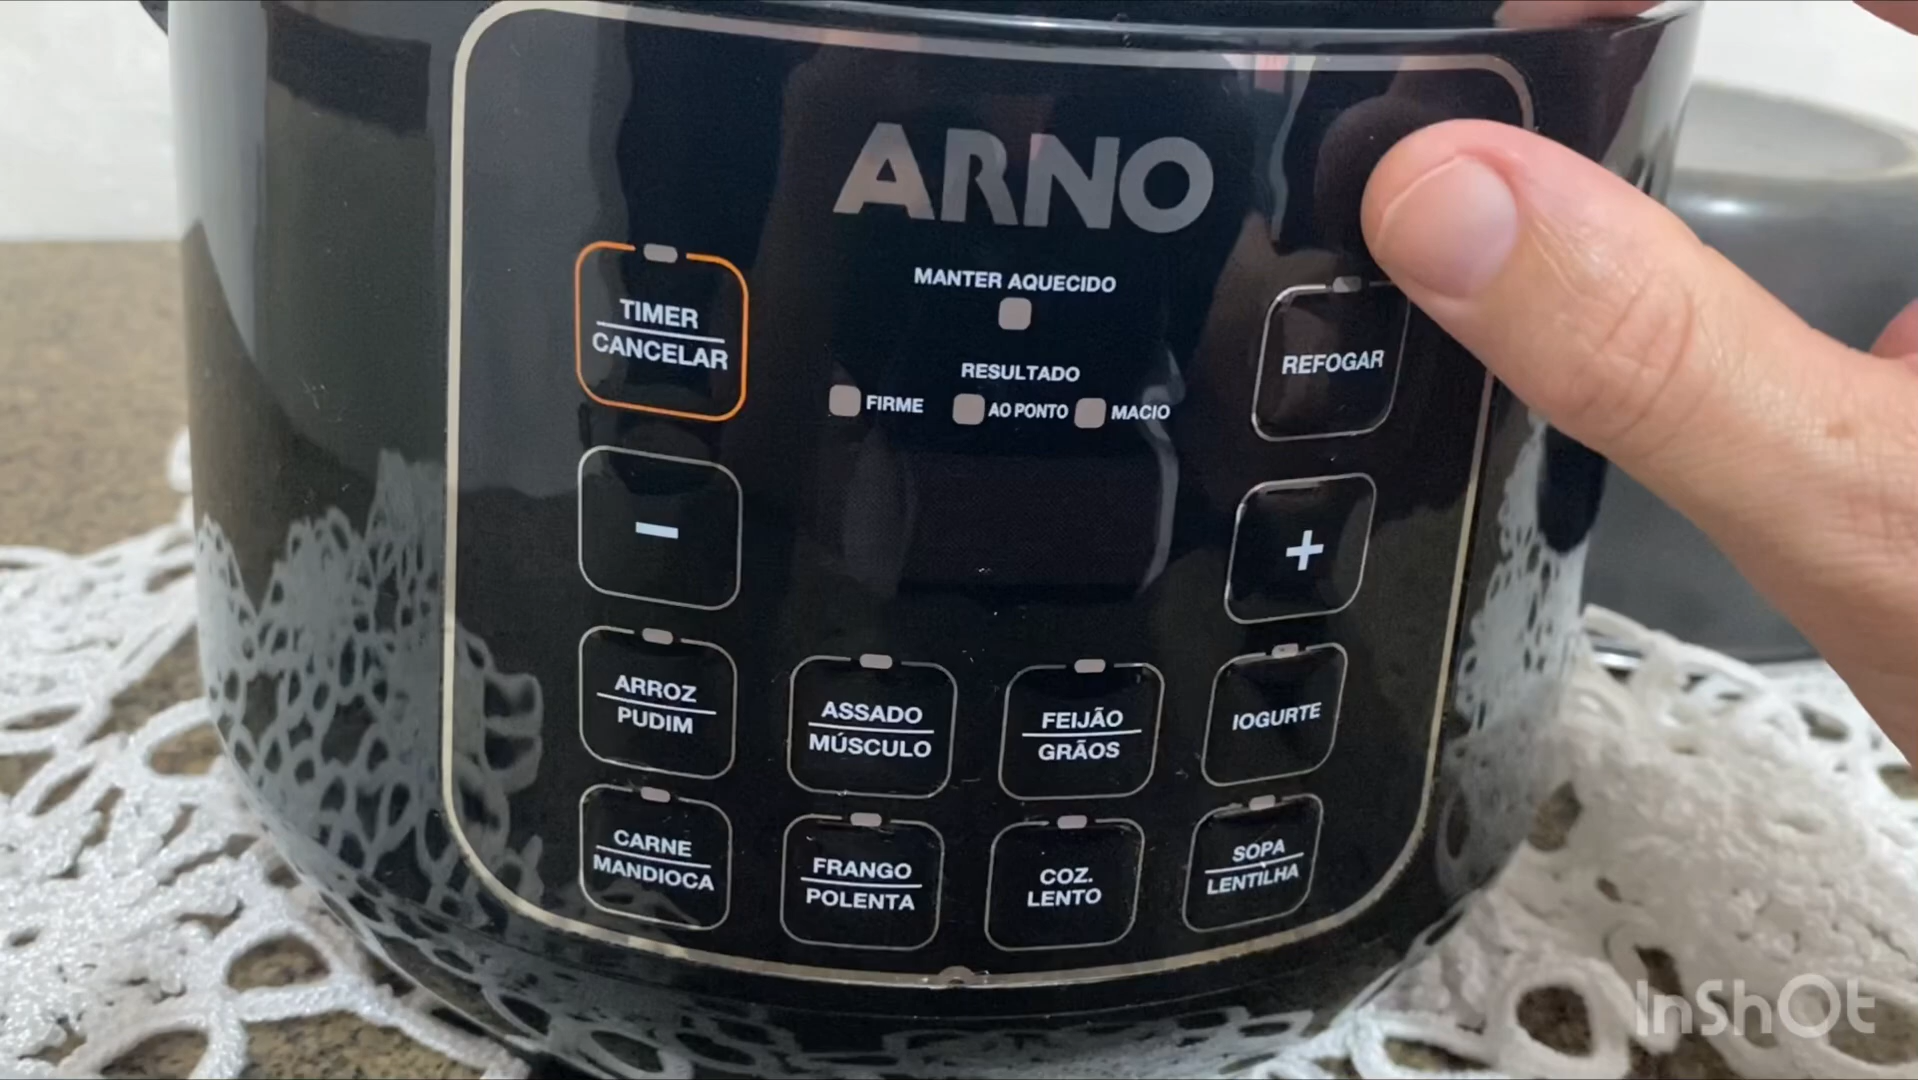 ARNO
MANTER AQUECIDO
TIMER
CANCELAR
REFOGAR
RESULTADO
FIRME AO PONTO MACIO
-
+
ARROZ
PUDIM
ASSADO
MÚSCULO
FEIJÃO
GRÃOS
IOGURTE
CARNE
MANDIOCA
FRANGO
POLENTA
COZ.
LENTO
SOPA
LENTILHA
InShOt